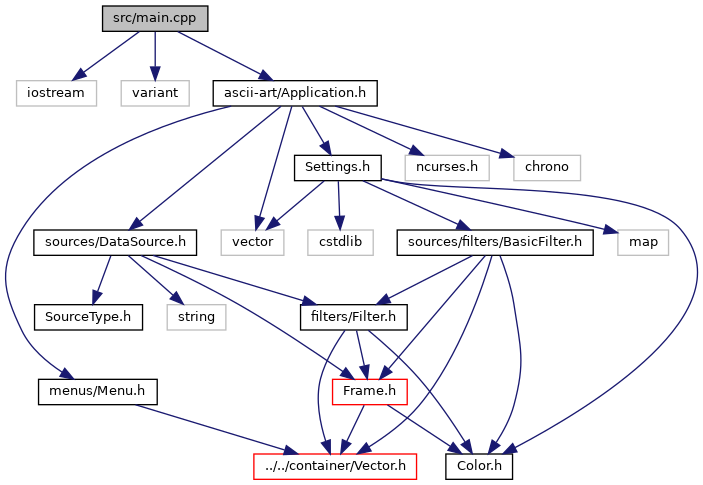 src/main.cpp
iostream
variant
ascii-art/Application.h
Settings.h
ncurses.h
chrono
sources/DataSource.h
vector
cstdlib
sources/filters/BasicFilter.h
map
SourceType.h
string
filters/Filter.h
menus/Menu.h
Frame.h
../../container/Vector.h
Color.h